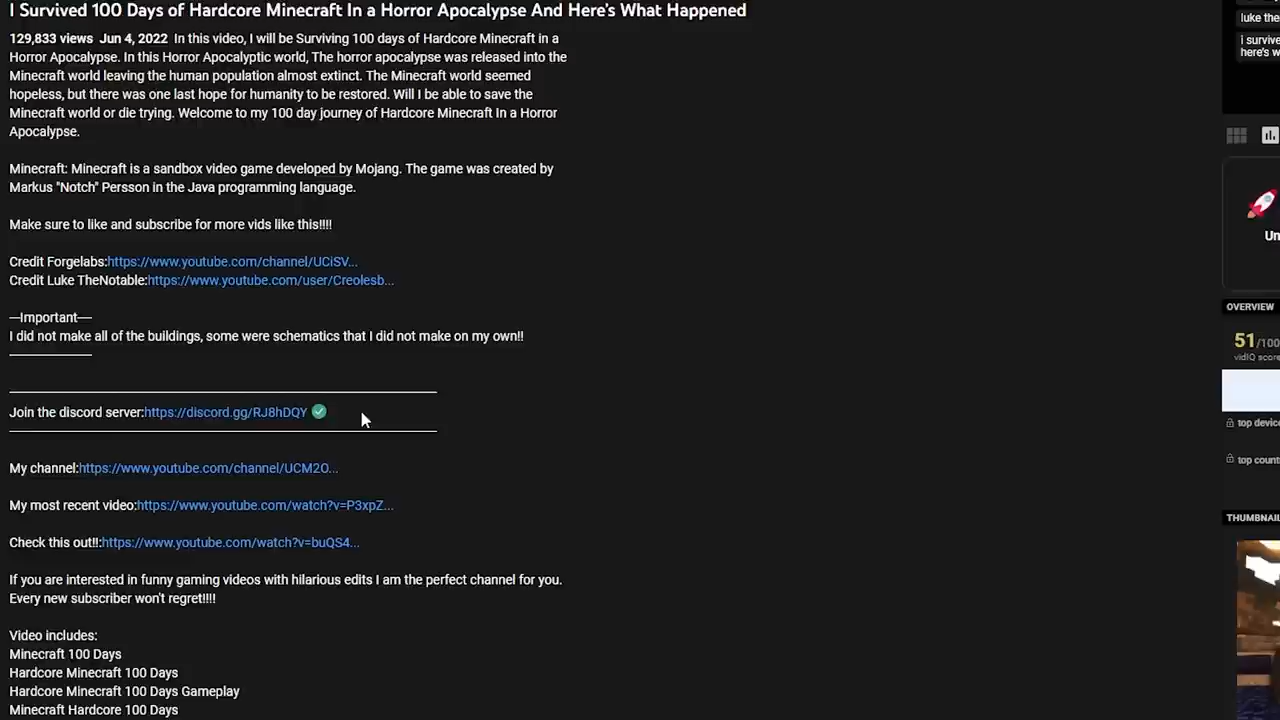 I Survived 100 Days of Hardcore Minecraft In a Horror Apocalypse And Here's What Happened
129,833 views Jun 4, 2022 In this video, I will be Surviving 100 days of Hardcore Minecraft in a
Horror Apocalypse. In this Horror Apocalyptic world, The horror apocalypse was released into the
Minecraft world leaving the human population almost extinct. The Minecraft world seemed
hopeless, but there was one last hope for humanity to be restored. Will I be able to save the
Minecraft world or die trying. Welcome to my 100 day journey of Hardcore Minecraft In a Horror
Apocalypse.
Minecraft: Minecraft is a sandbox video game developed by Mojang. The game was created by
Markus "Notch" Persson in the Java programming language.
Make sure to like and subscribe for more vids like this!!!!
Credit Forgelabs:https://www.youtube.com/channel/UCiSV...
Credit Luke TheNotable:https://www.youtube.com/user/Creolesb...
—Important—
I did not make all of the buildings, some were schematics that I did not make on my own!!
Join the discord server:https://discord.gg/RJ8hDQY
My channel:https://www.youtube.com/channel/UCM2O...
My most recent video:https://www.youtube.com/watch?v=P3xpZ...
Check this out!!:https://www.youtube.com/watch?v=buQS4...
If you are interested in funny gaming videos with hilarious edits I am the perfect channel for you.
Every new subscriber won't regret!!!!
Video includes:
Minecraft 100 Days
Hardcore Minecraft 100 Days
Hardcore Minecraft 100 Days Gameplay
Minecraft Hardcore 100 Days
luke the
i survive
here's w
Un
OVERVIEW
51/100
vidIQ score
top device
top count
THUMBNAIL